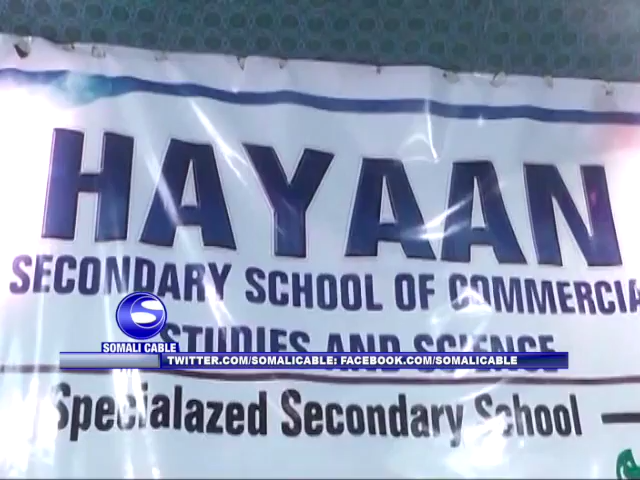 HAYAAN
SECONDARY SCHOOL OF COMMERCIA
STUDIES AND SCIENCE
SOMALI CABLE
TWITTER.COM/SOMALICABLE: FACEBOOK.COM/SOMALICABLE
Specialazed Secondary School